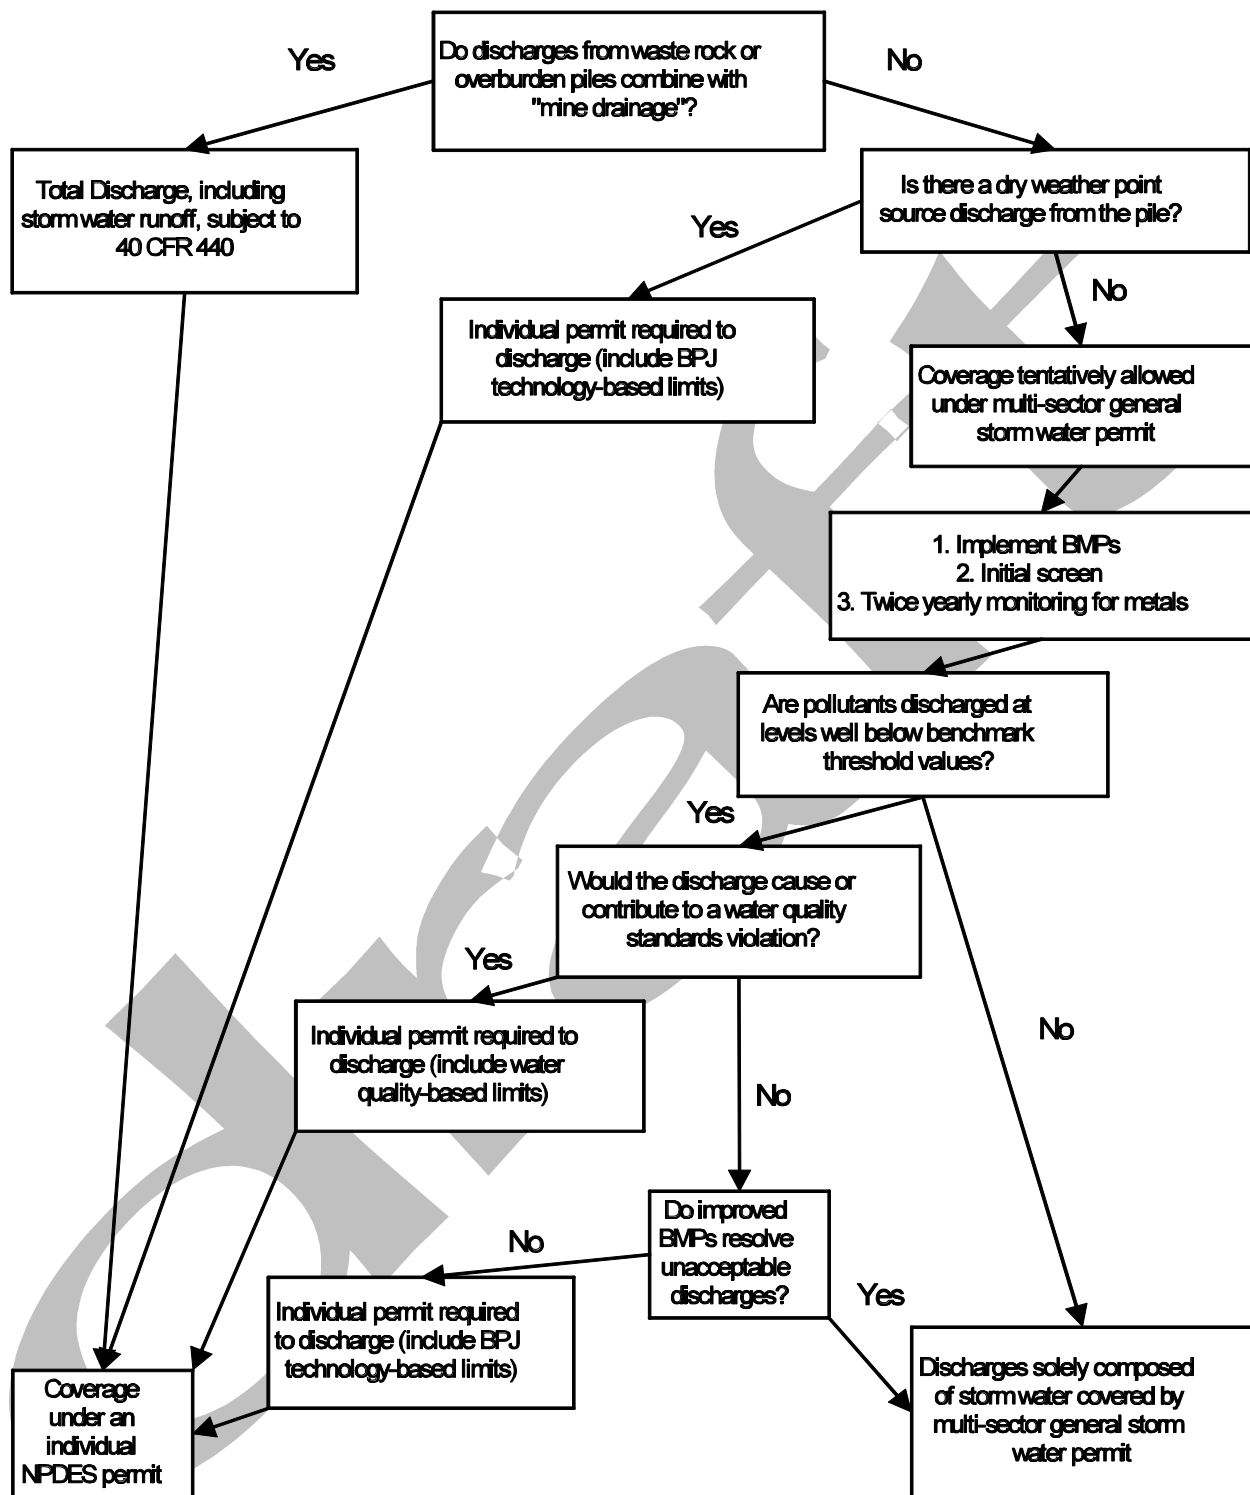 Yes
Do discharges from waste rock or
overburden piles combine with
"mine drainage"?
No
Total Discharge, including
storm water runoff, subject to
40 CFR 440
Is there a dry weather point
source discharge from the pile?
Yes
No
Individual permit required to
discharge (include BPJ
technology-based limits)
Coverage tentatively allowed
under multi-sector general
storm water permit
1. Implement BMPs
2. Initial screen
3. Twice yearly monitoring for metals
Are pollutants discharged at
levels well below benchmark
threshold values?
Yes
Would the discharge cause or
contribute to a water quality
standards violation?
Yes
No
Individual permit required to
discharge (include water
quality-based limits)
No
Do improved
BMPs resolve
unacceptable
discharges?
No
Yes
Individual permit required
to discharge (include BPJ
technology-based limits)
Discharges solely composed
of storm water covered by
multi-sector general storm
water permit
Coverage
under an
individual
NPDES permit
draft